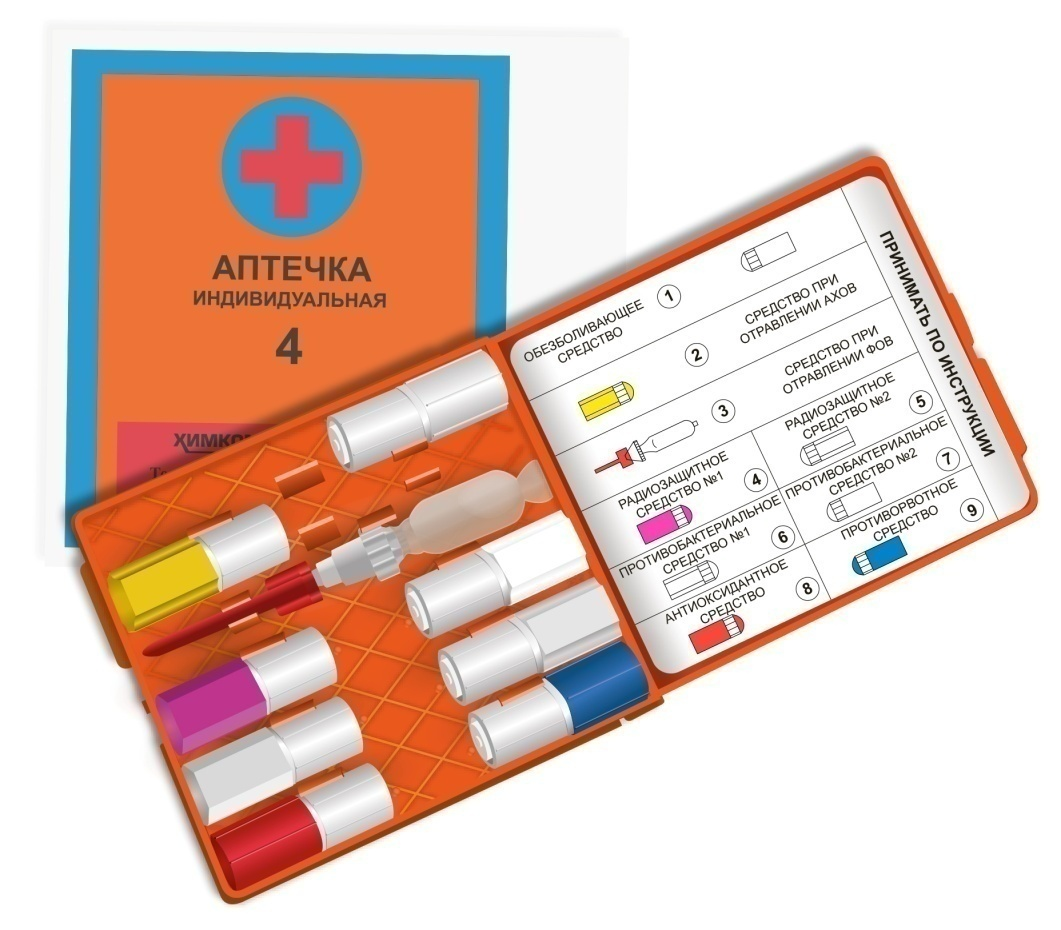 АПТЕЧКА
ИНДИВИДУАЛЬНАЯ
4
ПРИНИМАТЬ ПО ИНСТРУКЦИИ
1
ОБЕЗБОЛИВАЮЩЕЕ
СРЕДСТВО
2
СРЕДСТВО ПРИ
ОТРАВЛЕНИИ АХОВ
3
СРЕДСТВО ПРИ
ОТРАВЛЕНИИ ФОВ
РАДИОЗАЩИТНОЕ
СРЕДСТВО №1
4
РАДИОЗАЩИТНОЕ
СРЕДСТВО №2
5
ПРОТИВОБАКТЕРИАЛЬНОЕ
СРЕДСТВО №1
6
ПРОТИВОБАКТЕРИАЛЬНОЕ
СРЕДСТВО №2
7
АНТИОКСИДАНТНОЕ
СРЕДСТВО
8
ПРОТИВОРВОТНОЕ
СРЕДСТВО
9